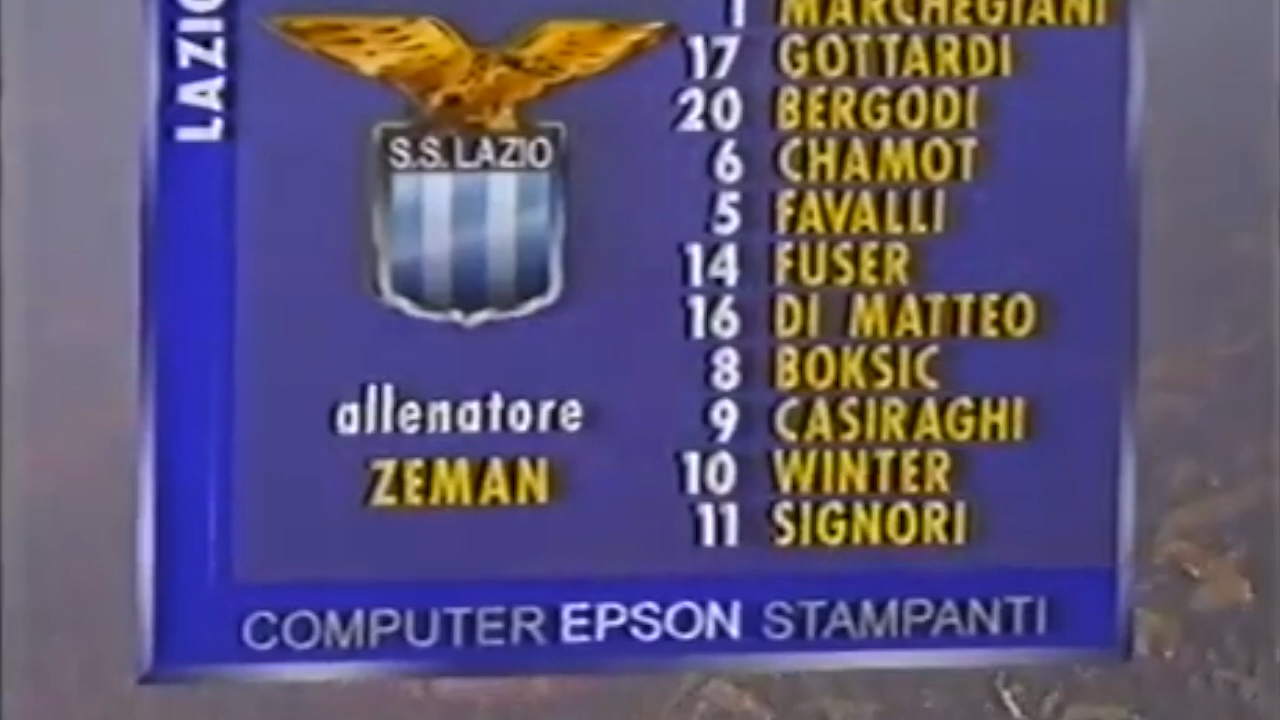 LAZIO
1 MARCHEGIANI
17 GOTTARDI
20 BERGODI
6 CHAMOT
5 FAVALLI
14 FUSER
16 DI MATTEO
8 BOKSIC
9 CASIRAGHI
10 WINTER
11 SIGNORI
S.S. LAZIO
allenatore
ZEMAN
COMPUTER EPSON STAMPANTI